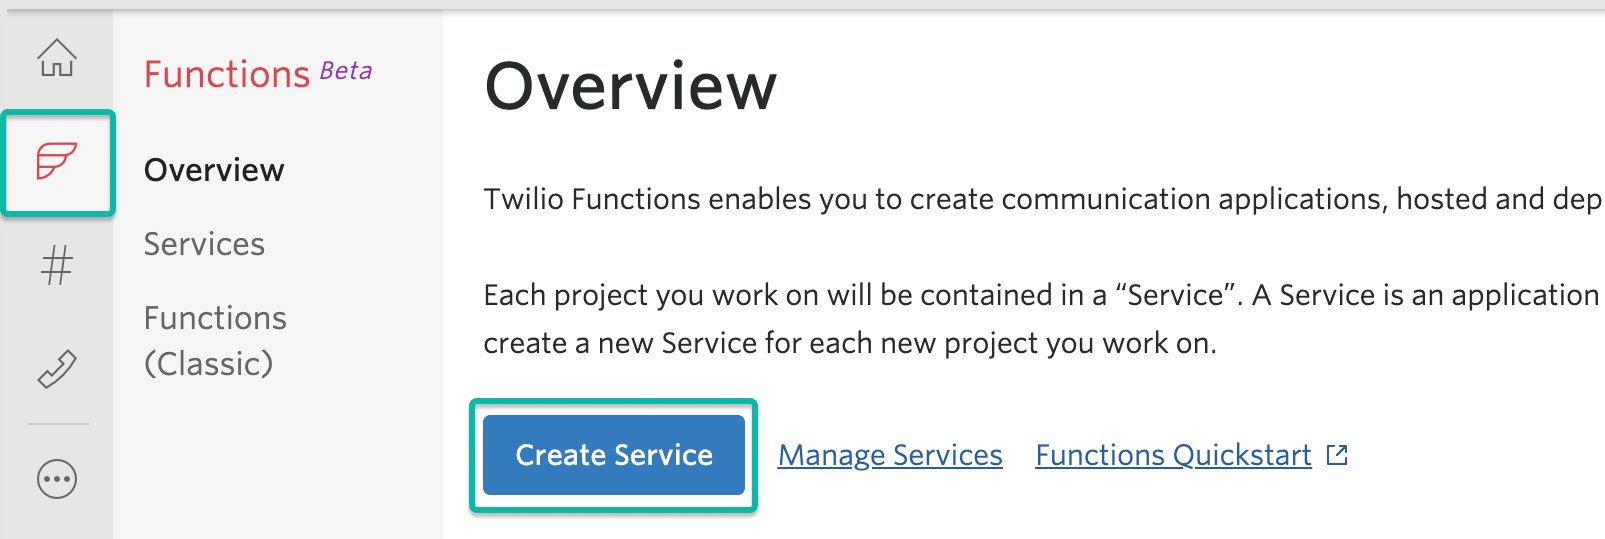 Functions Beta
Overview
Services
Functions
(Classic)
Overview
Twilio Functions enables you to create communication applications, hosted and dep
Each project you work on will be contained in a “Service”. A Service is an application
create a new Service for each new project you work on.
Create Service
Manage Services
Functions Quickstart